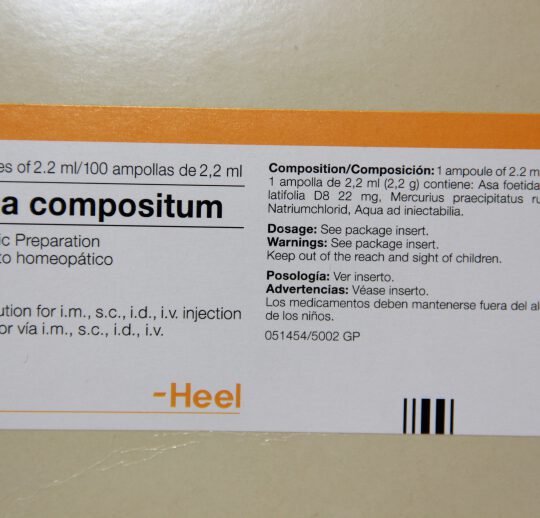 es of 2.2 ml/100 ampollas de 2,2 ml
a compositum
ic Preparation
to homeopático
ution for i.m., s.c., i.d., i.v. injection
or vía i.m., s.c., i.d., i.v.
-Heel
Composition/Composición: 1 ampoule of 2.2 m
1 ampolla de 2,2 ml (2,2 g) contiene: Asa foetida
latifolia D8 22 mg, Mercurius praecipitatus ru
Natriumchlorid, Aqua ad iniectabilia.
Dosage: See package insert.
Warnings: See package insert.
Keep out of the reach and sight of children.
Posología: Ver inserto.
Advertencias: Véase inserto.
Los medicamentos deben mantenerse fuera del al
de los niños.
051454/5002 GP